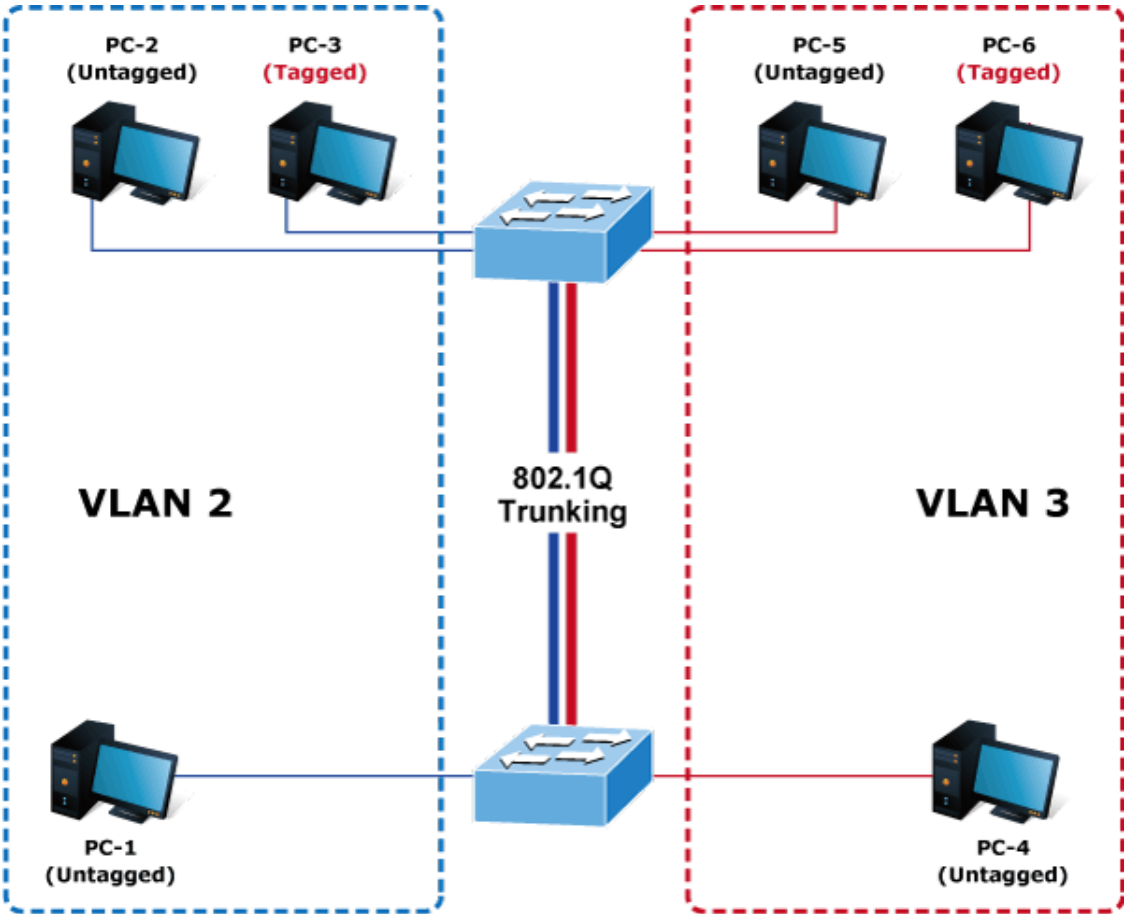 PC-2
(Untagged)
PC-3
(Tagged)
PC-5
(Untagged)
PC-6
(Tagged)
802.1Q
Trunking
VLAN 2
VLAN 3
PC-1
(Untagged)
PC-4
(Untagged)